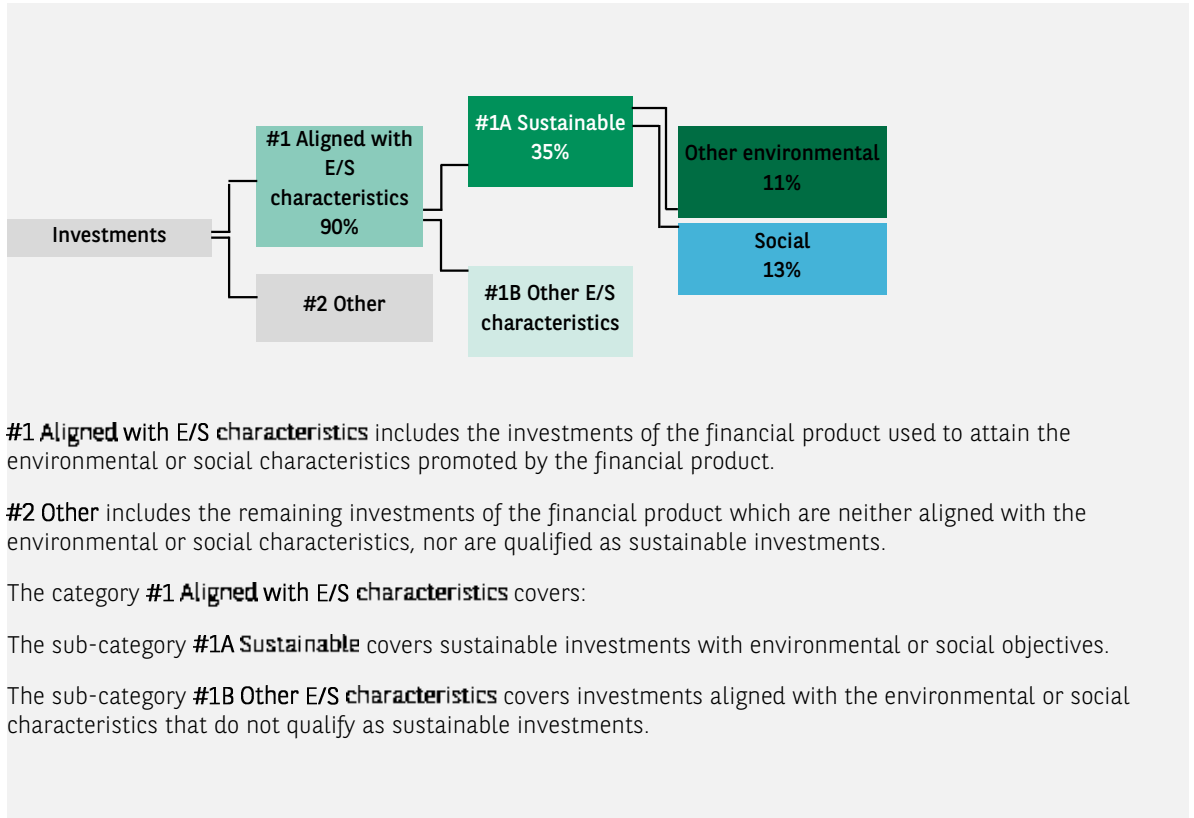 #1A Sustainable
35%
#1 Aligned with
E/S
characteristics
90%
Other environmental
11%
Investments
Social
13%
#2 Other
#1B Other E/S
characteristics
#1 Aligned with E/S characteristics includes the investments of the financial product used to attain the
environmental or social characteristics promoted by the financial product.
#2 Other includes the remaining investments of the financial product which are neither aligned with the
environmental or social characteristics, nor are qualified as sustainable investments.
The category #1 Aligned with E/S characteristics covers:
The sub-category #1A Sustainable covers sustainable investments with environmental or social objectives.
The sub-category #1B Other E/S characteristics covers investments aligned with the environmental or social
characteristics that do not qualify as sustainable investments.